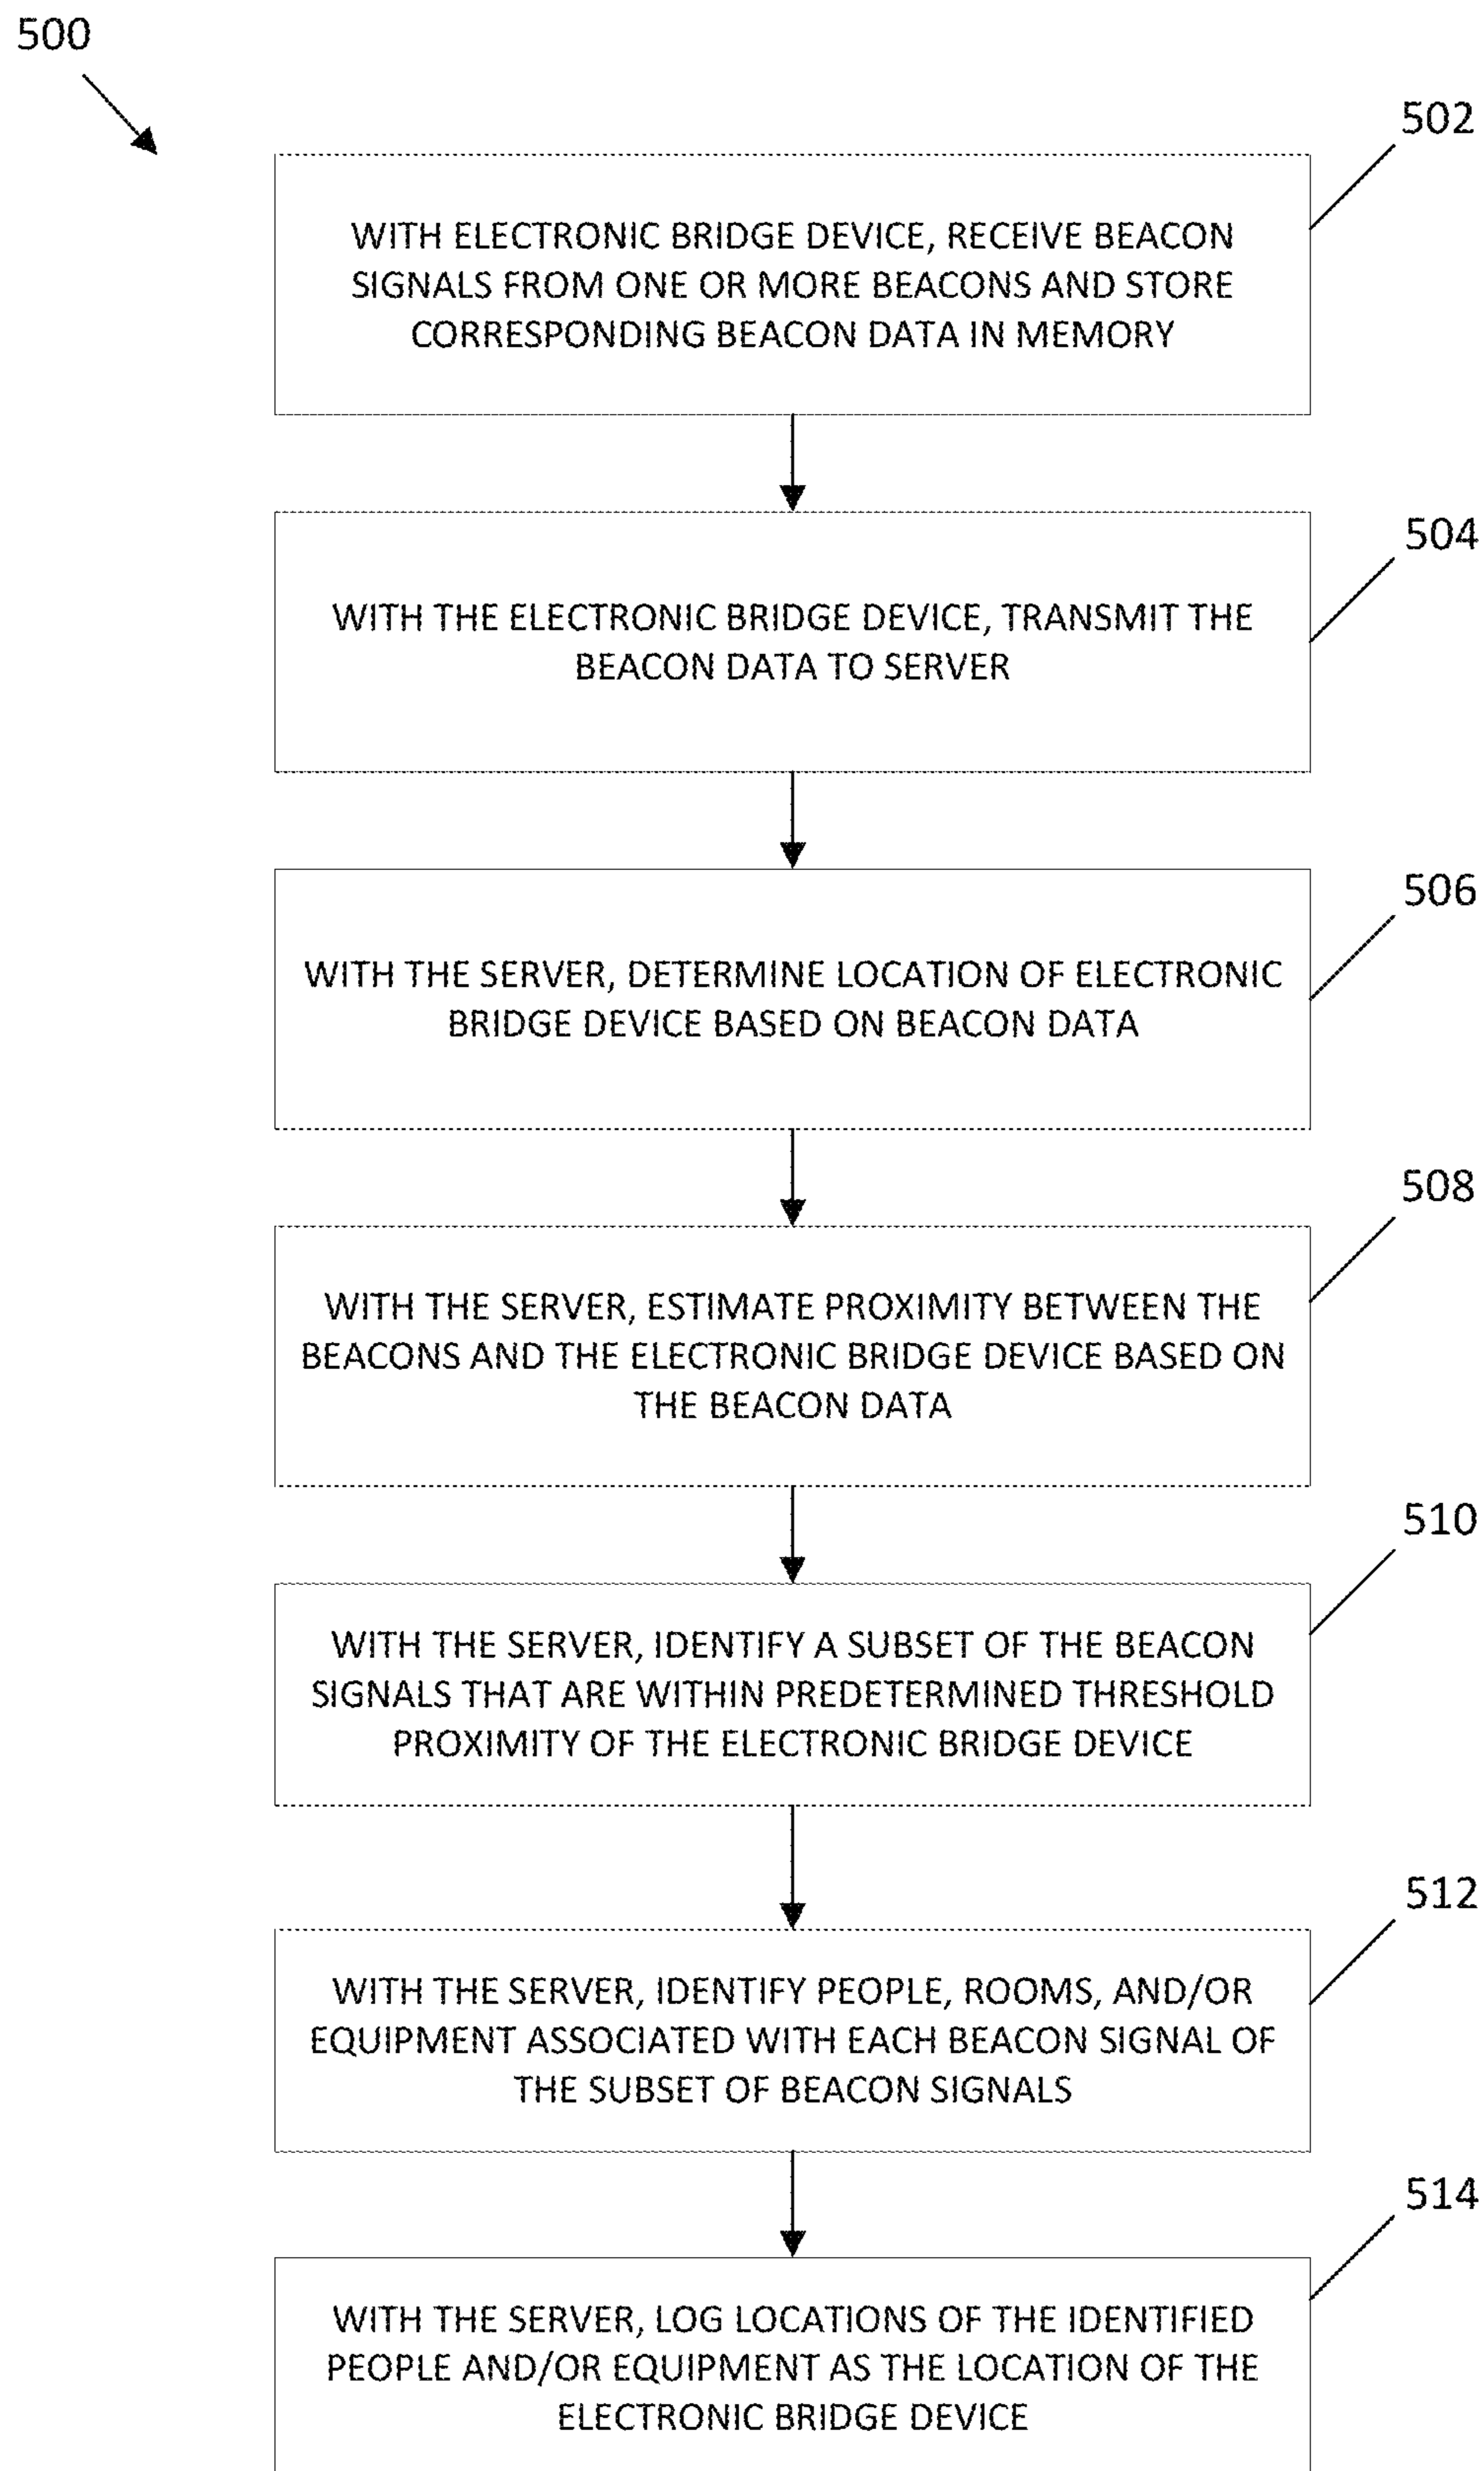 500
502
WITH ELECTRONIC BRIDGE DEVICE, RECEIVE BEACON
SIGNALS FROM ONE OR MORE BEACONS AND STORE
CORRESPONDING BEACON DATA IN MEMORY
504
WITH THE ELECTRONIC BRIDGE DEVICE, TRANSMIT THE
BEACON DATA TO SERVER
506
WITH THE SERVER, DETERMINE LOCATION OF ELECTRONIC
BRIDGE DEVICE BASED ON BEACON DATA
508
WITH THE SERVER, ESTIMATE PROXIMITY BETWEEN THE
BEACONS AND THE ELECTRONIC BRIDGE DEVICE BASED ON
THE BEACON DATA
510
WITH THE SERVER, IDENTIFY A SUBSET OF THE BEACON
SIGNALS THAT ARE WITHIN PREDETERMINED THRESHOLD
PROXIMITY OF THE ELECTRONIC BRIDGE DEVICE
512
WITH THE SERVER, IDENTIFY PEOPLE, ROOMS, AND/OR
EQUIPMENT ASSOCIATED WITH EACH BEACON SIGNAL OF
THE SUBSET OF BEACON SIGNALS
514
WITH THE SERVER, LOG LOCATIONS OF THE IDENTIFIED
PEOPLE AND/OR EQUIPMENT AS THE LOCATION OF THE
ELECTRONIC BRIDGE DEVICE